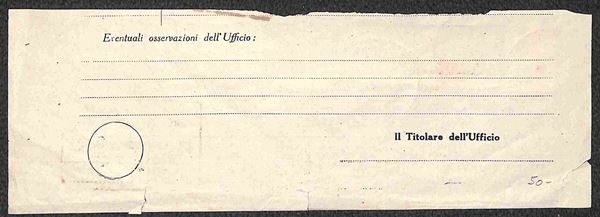 Eventuali osservazioni dell'Ufficio:
Il Titolare dell'Ufficio
50-